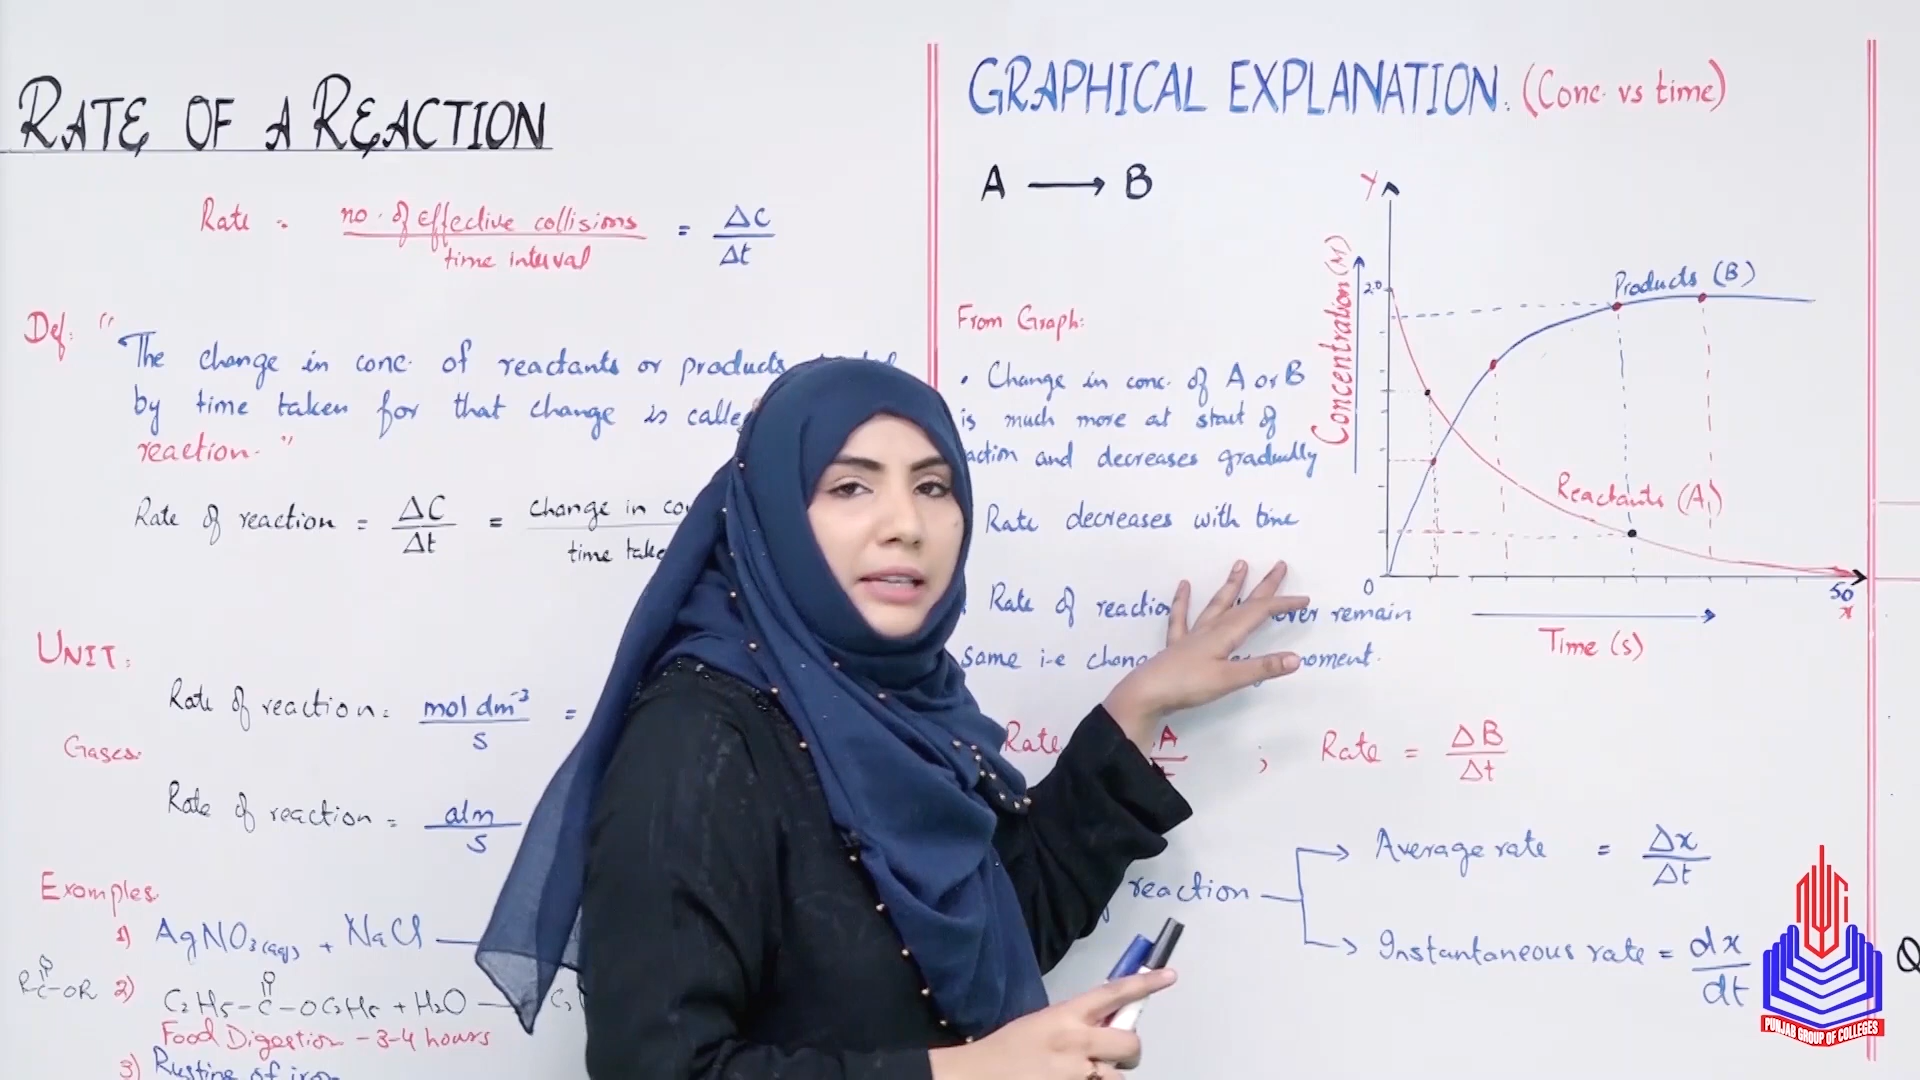 RATE OF A REACTION
Rate = no. of effective collisions / time interval = ΔC / Δt
Def: "The change in conc. of reactants or products
by time taken for that change is calle
reaction."
Rate of reaction = ΔC / Δt = change in co
time take
UNIT:
Rate of reaction = mol dm⁻³ / s =
Gases:
Rate of reaction = atm / s
Examples:
1) AgNO₃(aq) + NaCl
R-C-OR
O
2) C₂H₅-C-OC₂H₅ + H₂O
O
Food Digestion - 3-4 hours
3) Rusting of iron
GRAPHICAL EXPLANATION: (Conc. vs time)
A → B
From Graph:
• Change in conc. of A or B
is much more at start of
action and decreases gradually
Rate decreases with time
Rate of reaction never remain
same i-e chan moment.
Rate A ; Rate = ΔB / Δt
reaction
Average rate = Δx / Δt
Instantaneous rate = dx / dt
Y
Concentration (M)
2.0
Products (B)
Reactants (A)
0
50
x
Time (s)
PUNJAB GROUP OF COLLEGES